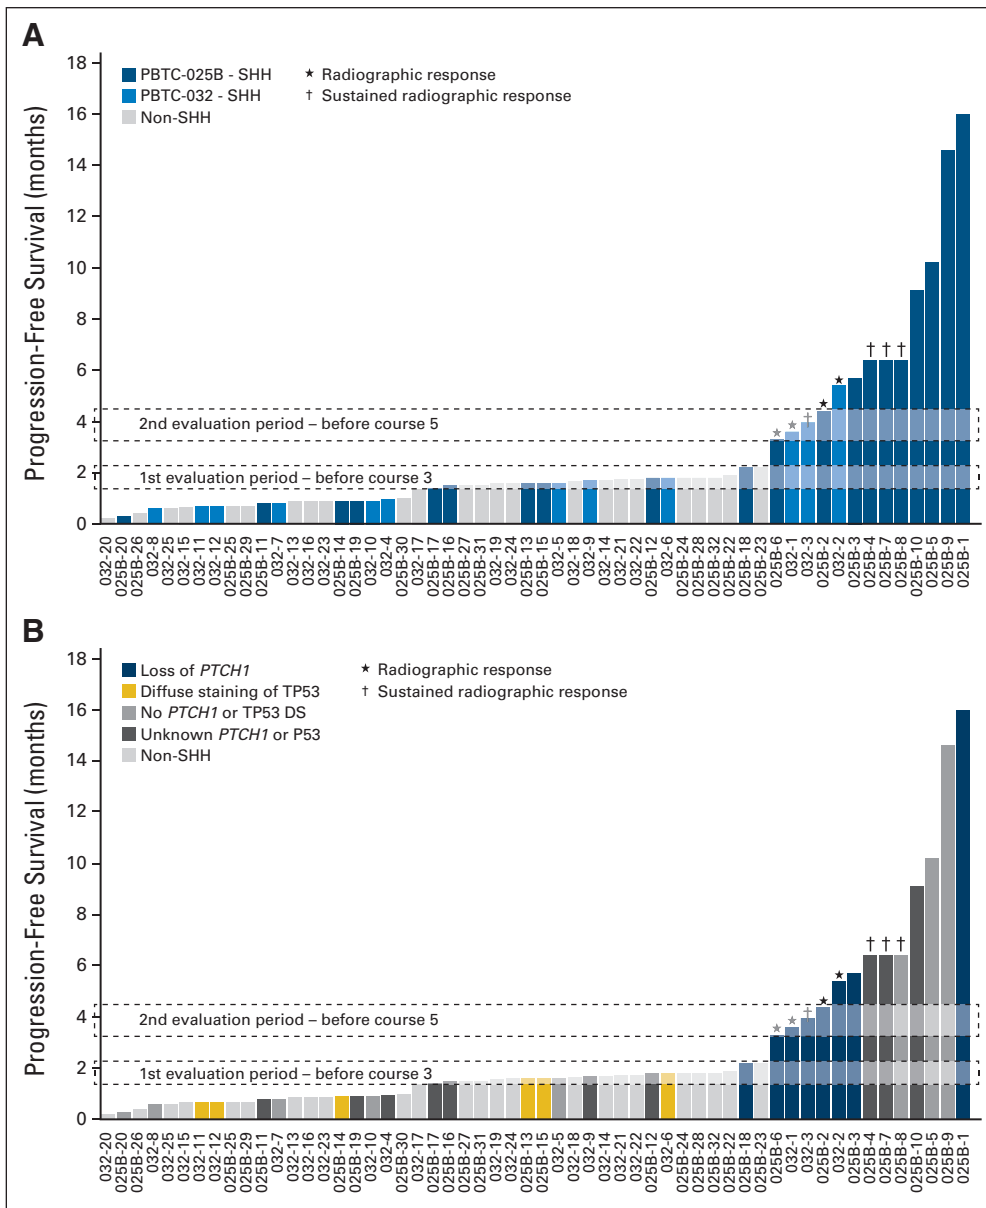 A
Progression-Free Survival (months)
18
16
14
12
10
8
6
4
2
0
PBTC-025B - SHH
PBTC-032 - SHH
Non-SHH
★ Radiographic response
† Sustained radiographic response
★ ★ † ★ ★ † † †
2nd evaluation period – before course 5
1st evaluation period – before course 3
032-20
025B-20
025B-26
032-8
032-25
032-15
032-11
032-12
025B-25
025B-29
025B-11
032-7
032-13
032-16
032-23
025B-14
025B-19
032-10
032-4
025B-30
032-17
025B-17
025B-16
025B-27
025B-31
032-19
032-24
025B-13
025B-15
032-5
032-18
032-9
032-14
032-21
032-22
025B-12
032-6
025B-24
025B-28
025B-32
025B-22
025B-18
025B-23
025B-6
032-1
032-3
025B-2
032-2
025B-3
025B-4
025B-7
025B-8
025B-10
025B-5
025B-9
025B-1
B
Progression-Free Survival (months)
18
16
14
12
10
8
6
4
2
0
Loss of PTCH1
Diffuse staining of TP53
No PTCH1 or TP53 DS
Unknown PTCH1 or P53
Non-SHH
★ Radiographic response
† Sustained radiographic response
★ ★ † ★ ★ † † †
2nd evaluation period – before course 5
1st evaluation period – before course 3
032-20
025B-20
025B-26
032-8
032-25
032-15
032-11
032-12
025B-25
025B-29
025B-11
032-7
032-13
032-16
032-23
025B-14
025B-19
032-10
032-4
025B-30
032-17
025B-17
025B-16
025B-27
025B-31
032-19
032-24
025B-13
025B-15
032-5
032-18
032-9
032-14
032-21
032-22
025B-12
032-6
025B-24
025B-28
025B-32
025B-22
025B-18
025B-23
025B-6
032-1
032-3
025B-2
032-2
025B-3
025B-4
025B-7
025B-8
025B-10
025B-5
025B-9
025B-1